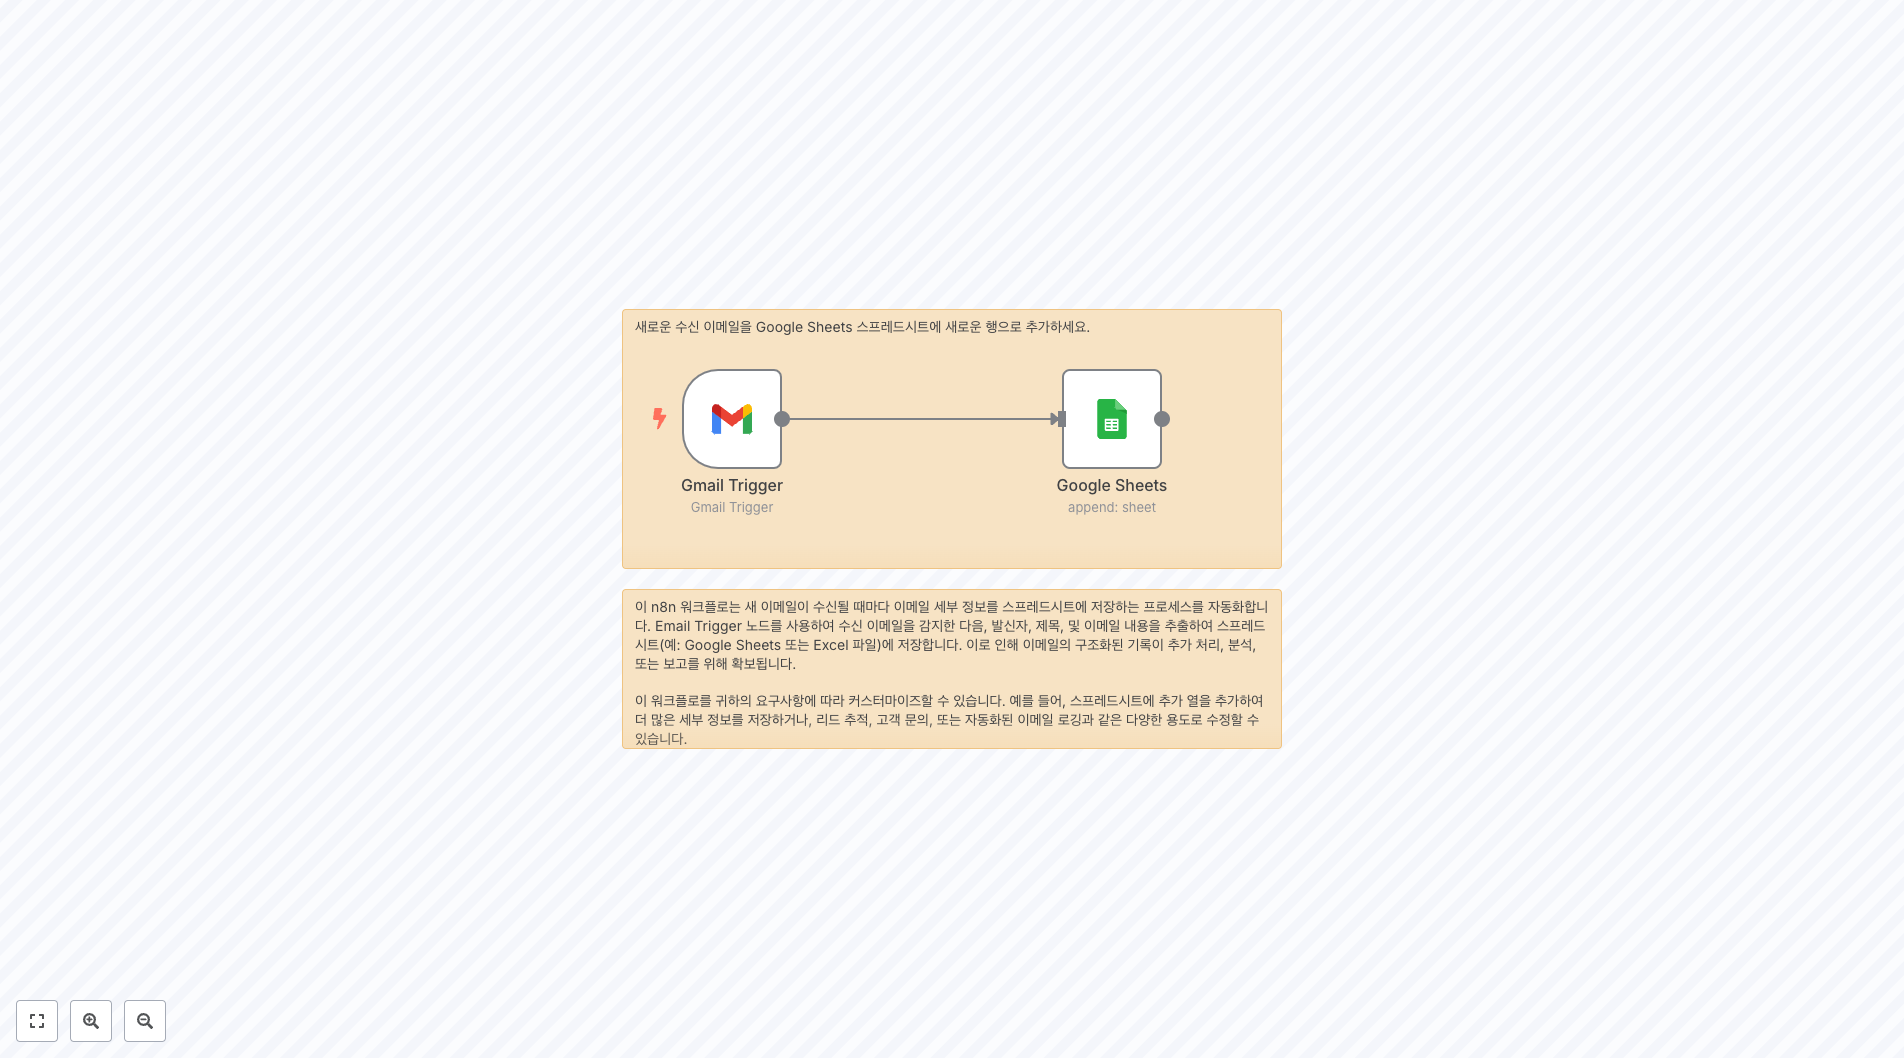 새로운 수신 이메일을 Google Sheets 스프레드시트에 새로운 행으로 추가하세요.
Gmail Trigger
Gmail Trigger
Google Sheets
append: sheet
이 n8n 워크플로는 새 이메일이 수신될 때마다 이메일 세부 정보를 스프레드시트에 저장하는 프로세스를 자동화합니
다. Email Trigger 노드를 사용하여 수신 이메일을 감지한 다음, 발신자, 제목, 및 이메일 내용을 추출하여 스프레드
시트(예: Google Sheets 또는 Excel 파일)에 저장합니다. 이로 인해 이메일의 구조화된 기록이 추가 처리, 분석,
또는 보고를 위해 확보됩니다.
이 워크플로를 귀하의 요구사항에 따라 커스터마이즈할 수 있습니다. 예를 들어, 스프레드시트에 추가 열을 추가하여
더 많은 세부 정보를 저장하거나, 리드 추적, 고객 문의, 또는 자동화된 이메일 로깅과 같은 다양한 용도로 수정할 수
있습니다.